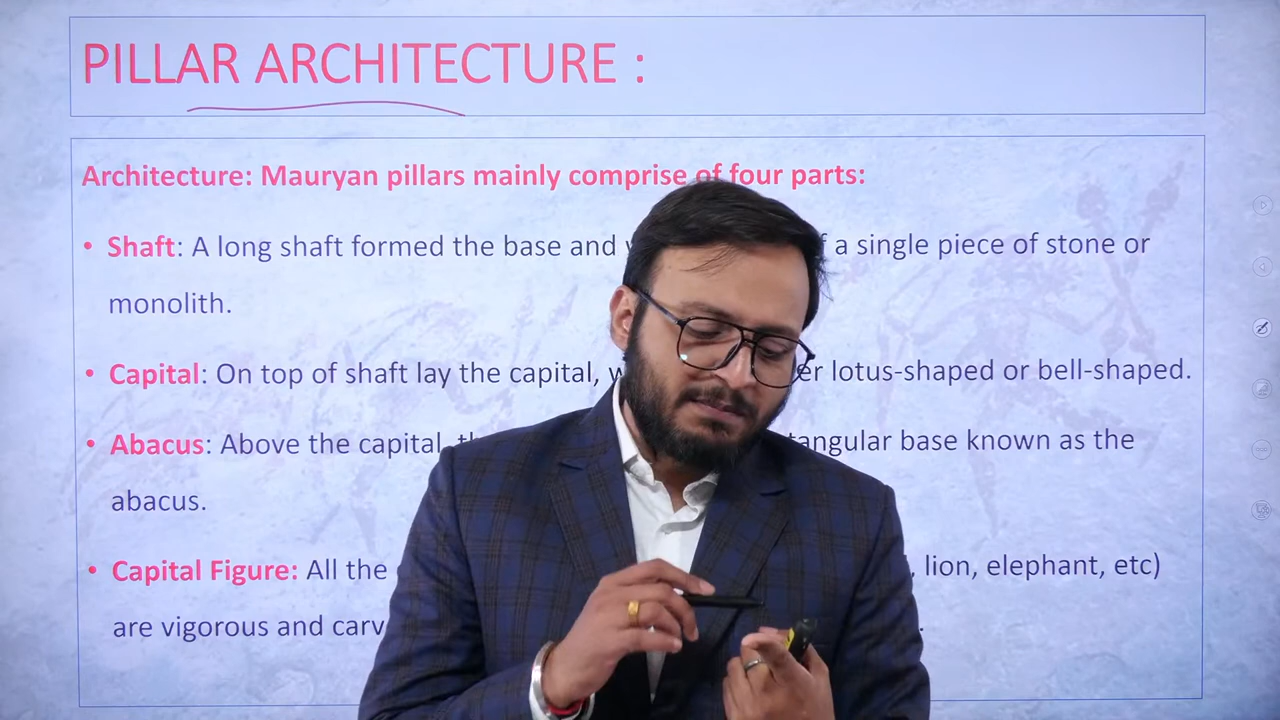 PILLAR ARCHITECTURE :
Architecture: Mauryan pillars mainly comprise of four parts:
• Shaft: A long shaft formed the base and a single piece of stone or
monolith.
• Capital: On top of shaft lay the capital, lotus-shaped or bell-shaped.
• Abacus: Above the capital, base known as the
abacus.
• Capital Figure: All the , lion, elephant, etc)
are vigorous and